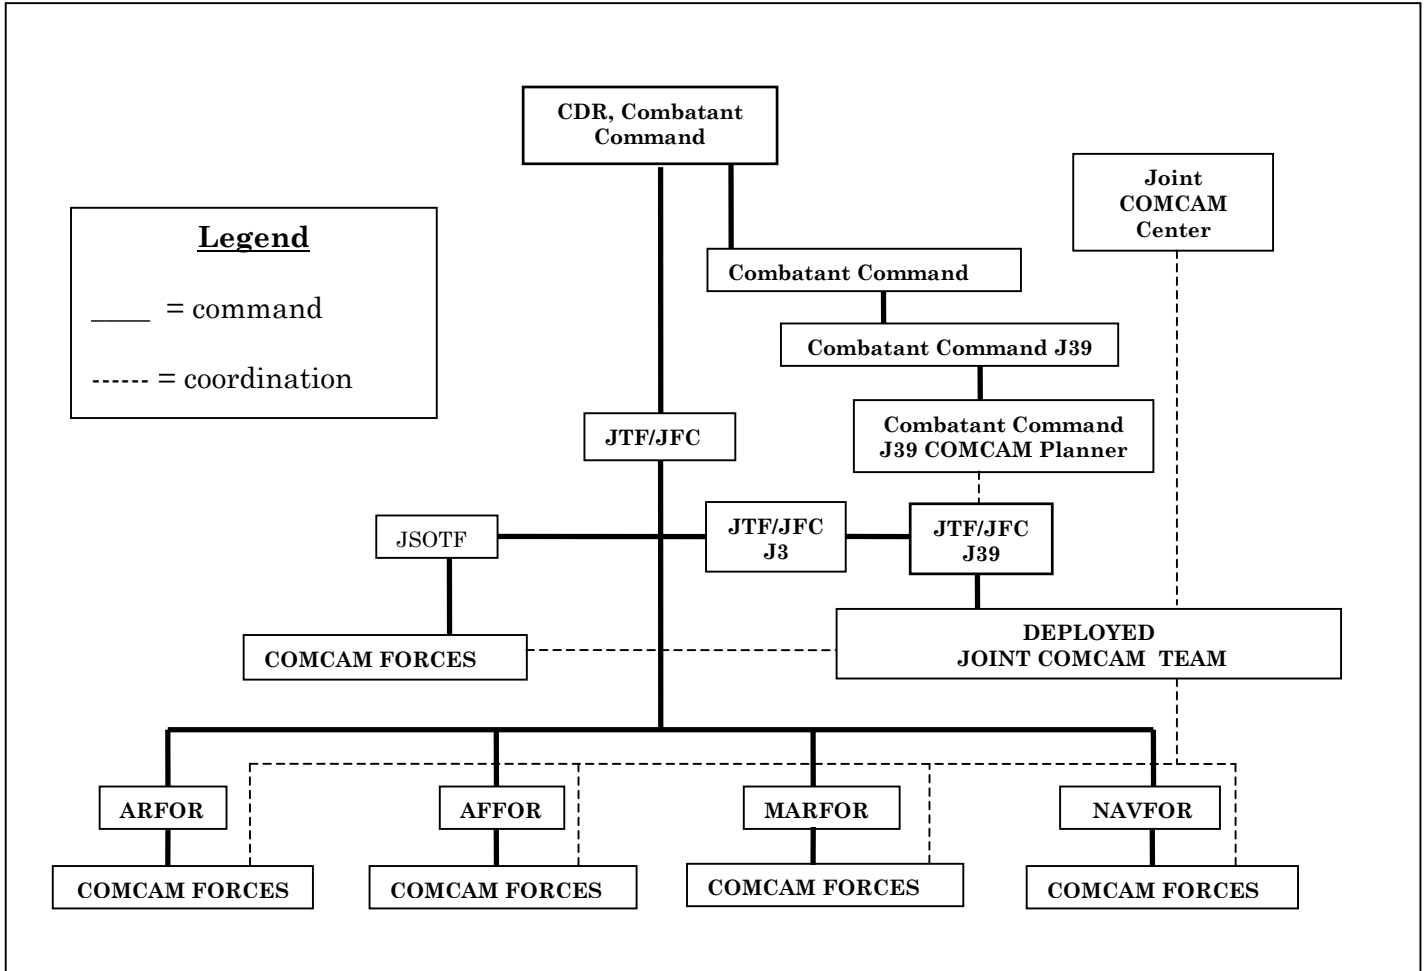 CDR, Combatant
Command
Joint
COMCAM
Center
Legend
____ = command
------ = coordination
Combatant Command
Combatant Command J39
Combatant Command
J39 COMCAM Planner
JTF/JFC
JSOTF
JTF/JFC
J3
JTF/JFC
J39
DEPLOYED
JOINT COMCAM TEAM
COMCAM FORCES
ARFOR
AFFOR
MARFOR
NAVFOR
COMCAM FORCES
COMCAM FORCES
COMCAM FORCES
COMCAM FORCES